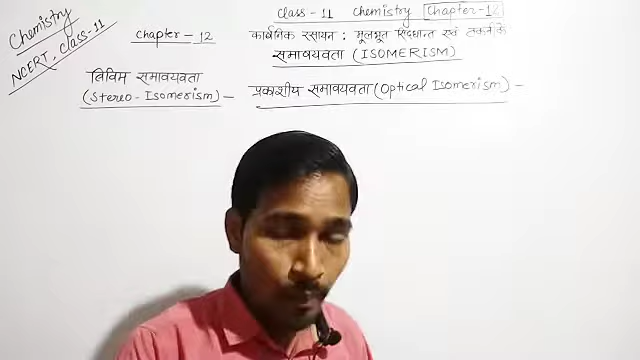 Chemistry
NCERT, class-11
Class-11 Chemistry Chapter-12
Chapter-12 कार्बनिक रसायन : मूलभूत सिद्धान्त एवं तकनीकें
समावयवता (ISOMERISM)
त्रिविम समावयवता
(Stereo-Isomerism) — प्रकाशीय समावयवता (Optical Isomerism) —